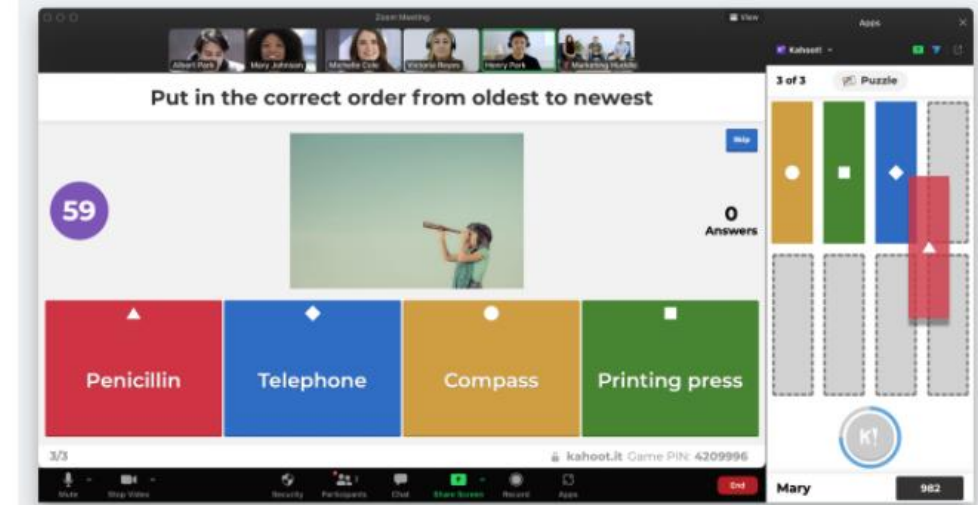 Zoom Meeting
View
Apps
Albert Park
Mary Johnson
Michelle Cole
Victoria Reyes
Henry Park
Marketing Huddle
Kahoot!
Put in the correct order from oldest to newest
3 of 3
Puzzle
Skip
59
0
Answers
Penicillin
Telephone
Compass
Printing press
K!
3/3
kahoot.it Game PIN: 4209996
Mute
Stop Video
Security
Participants
Chat
Share Screen
Record
Apps
End
Mary
982